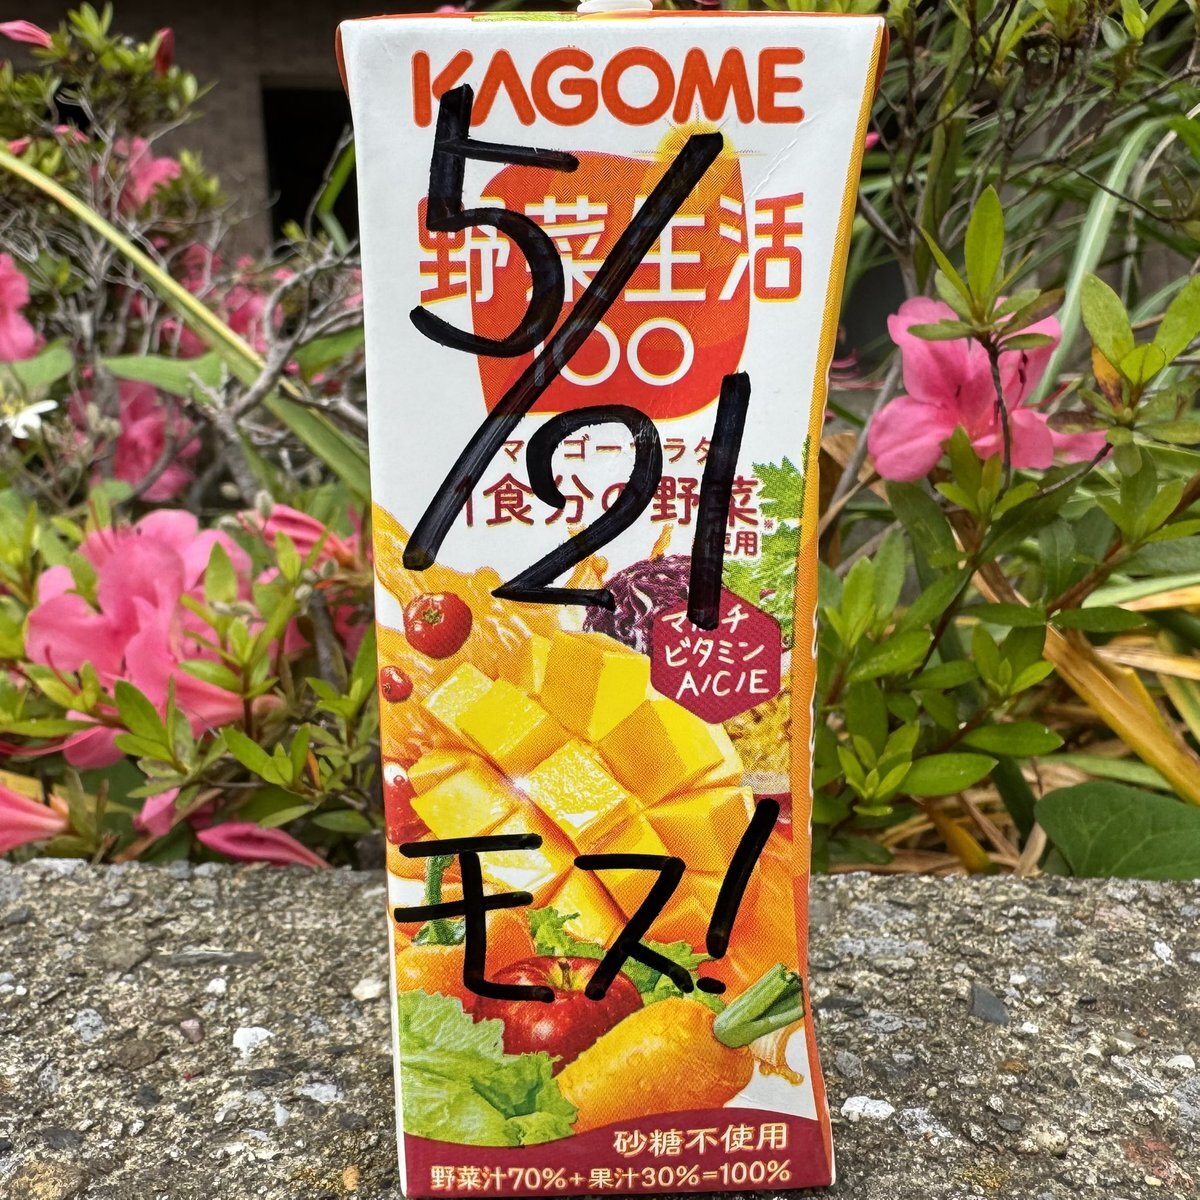 KAGOME
野菜生活
100
5/21
マンゴーサラダ
1食分の野菜
使用
マルチ
ビタミン
A/C/E
モス!
砂糖不使用
野菜汁70%+果汁30%=100%